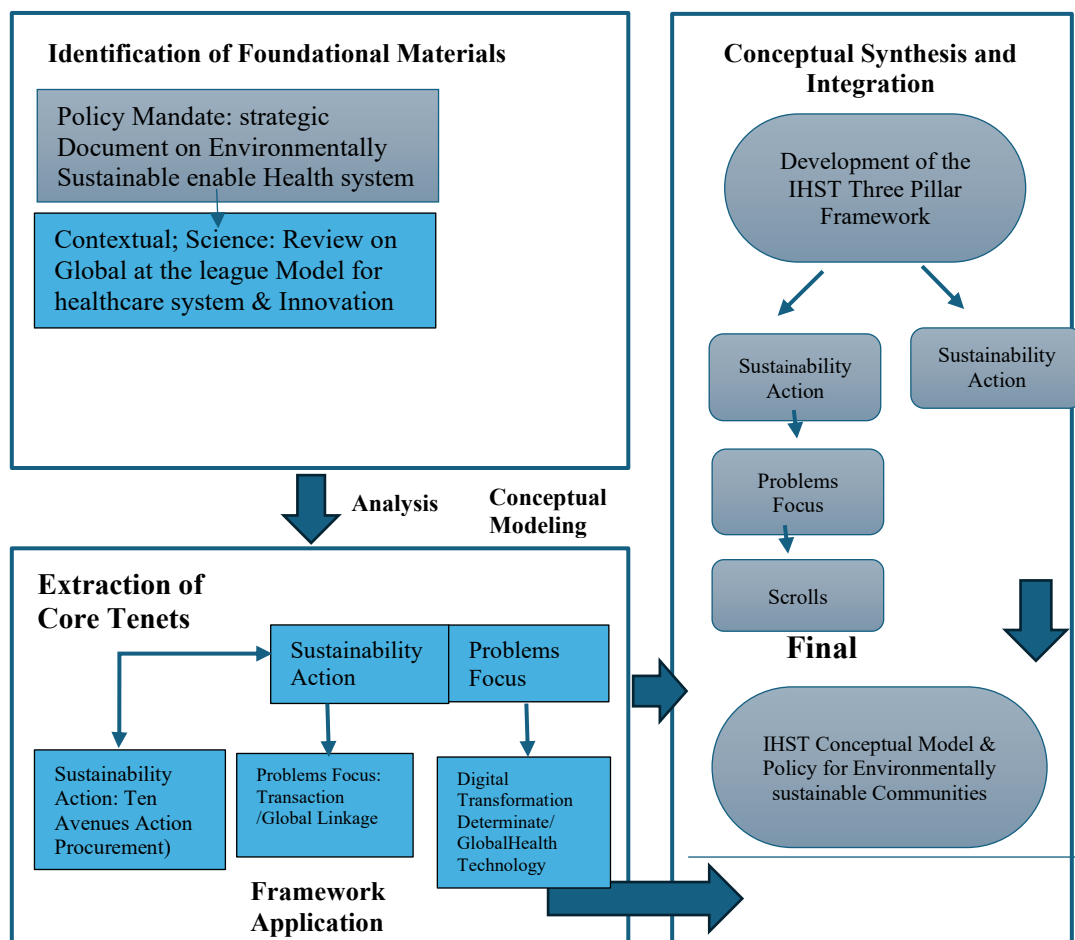 Identification of Foundational Materials
Policy Mandate: strategic
Document on Environmentally
Sustainable enable Health system
Contextual; Science: Review on
Global at the league Model for
healthcare system & Innovation
Analysis
Conceptual
Modeling
Extraction of
Core Tenets
Sustainability
Action
Problems
Focus
Sustainability
Action: Ten
Avenues Action
Procurement)
Problems Focus:
Transaction
/Global Linkage
Digital
Transformation
Determinate/
GlobalHealth
Technology
Framework
Application
Conceptual Synthesis and
Integration
Development of the
IHST Three Pillar
Framework
Sustainability
Action
Sustainability
Action
Problems
Focus
Scrolls
Final
IHST Conceptual Model &
Policy for Environmentally
sustainable Communities